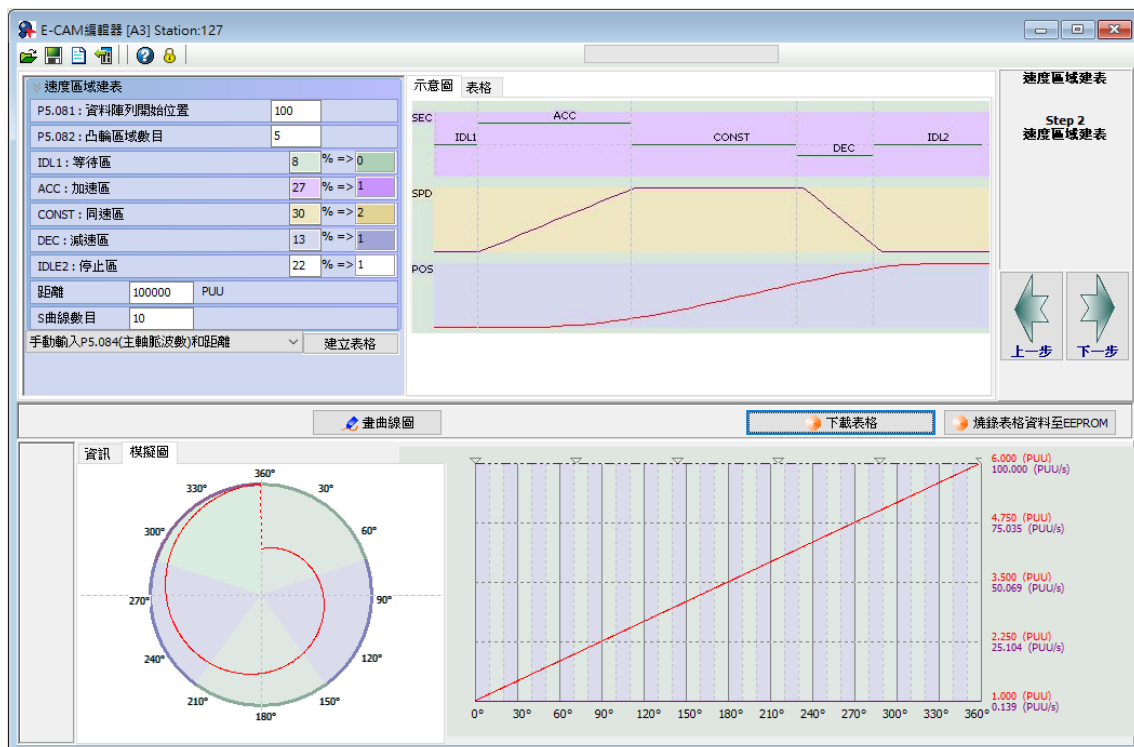 E-CAM編輯器 [A3] Station:127
速度區域建表
P5.081 : 資料陣列開始位置 100
P5.082 : 凸輪區域數目 5
IDL1 : 等待區 8 % => 0
ACC : 加速區 27 % => 1
CONST : 同速區 30 % => 2
DEC : 減速區 13 % => 1
IDLE2 : 停止區 22 % => 1
距離 100000 PUU
S曲線數目 10
手動輸入P5.084(主軸脈波數)和距離 建立表格
示意圖 表格
SEC IDL1 ACC CONST DEC IDL2
SPD
POS
速度區域建表
Step 2
速度區域建表
上一步 下一步
畫曲線圖 下載表格 燒錄表格資料至EEPROM
資訊 模擬圖
360°
330° 30°
300° 60°
270° 90°
240° 120°
210° 150°
180°
6.000 (PUU)
100.000 (PUU/s)
4.750 (PUU)
75.035 (PUU/s)
3.500 (PUU)
50.069 (PUU/s)
2.250 (PUU)
25.104 (PUU/s)
1.000 (PUU)
0.139 (PUU/s)
0° 30° 60° 90° 120° 150° 180° 210° 240° 270° 300° 330° 360°